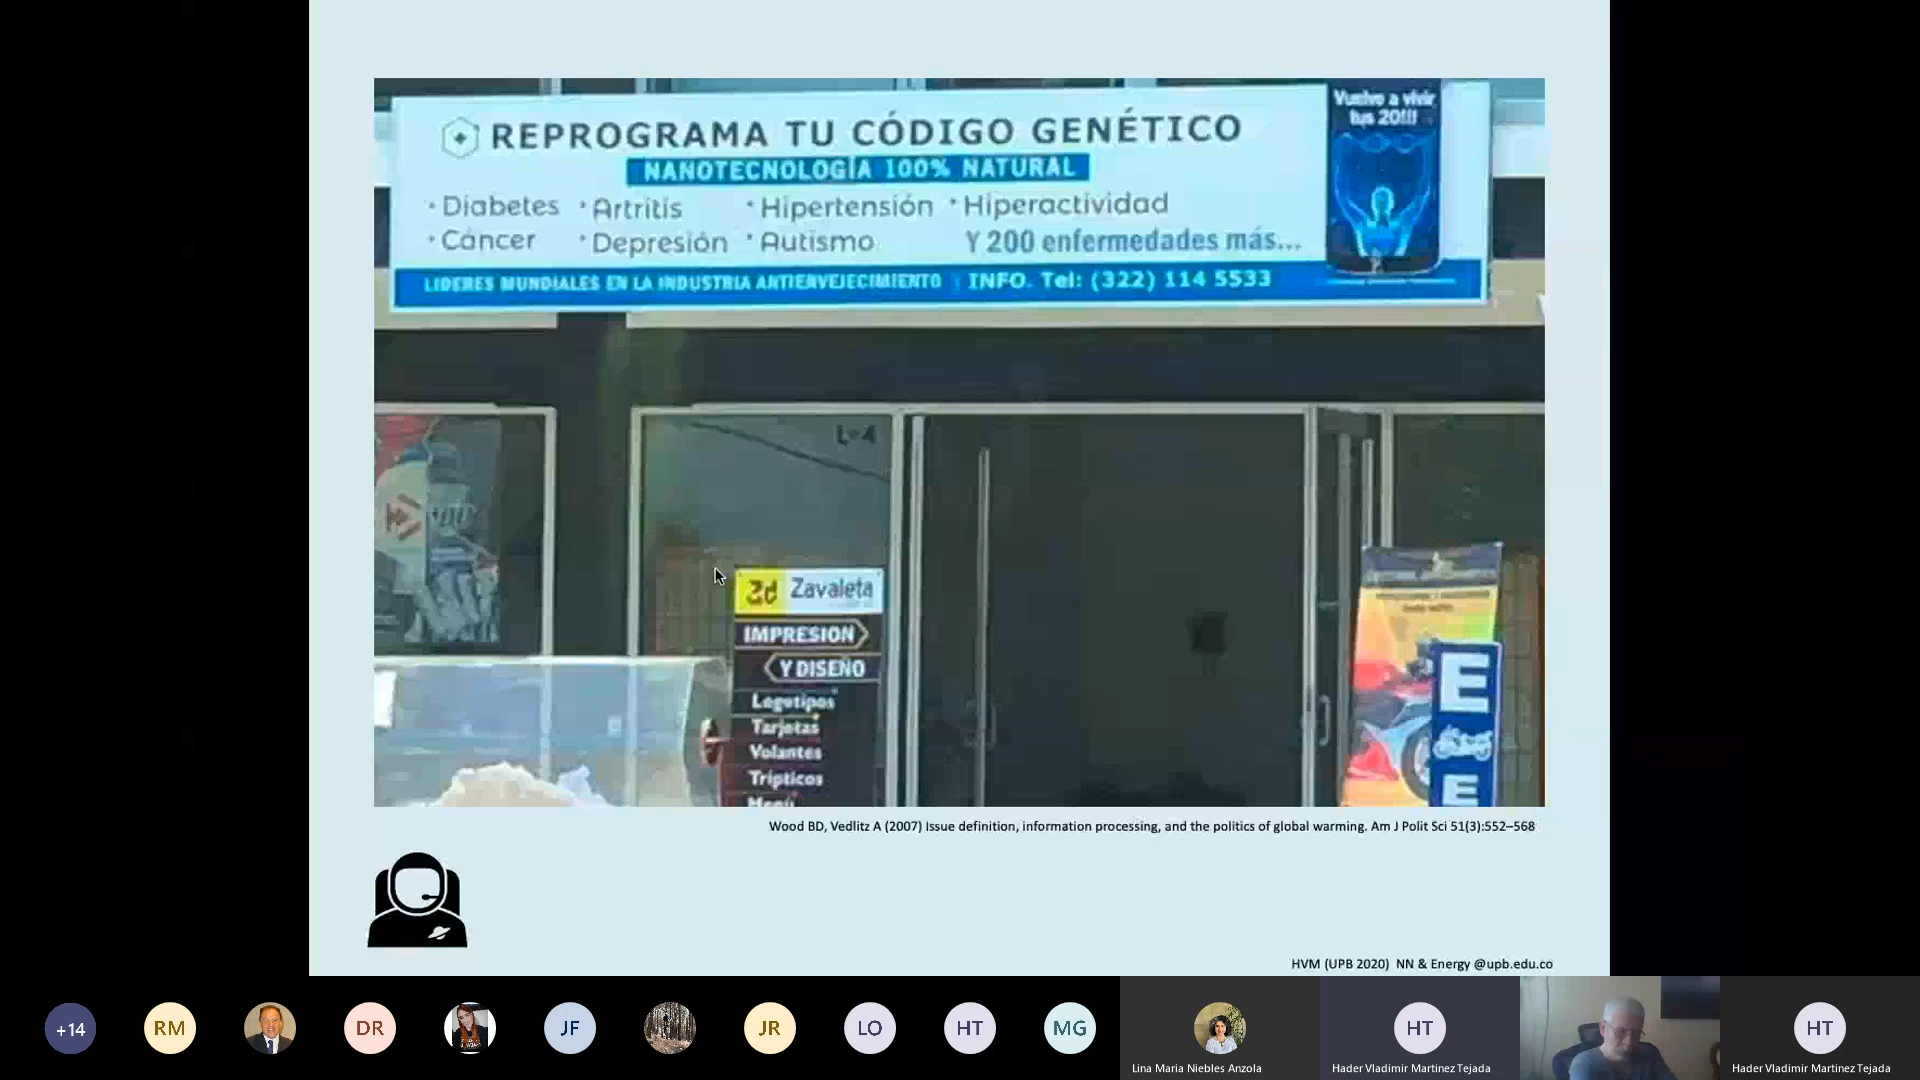 Vuelve a vivir
tus 20!!!
REPROGRAMA TU CÓDIGO GENÉTICO
NANOTECNOLOGÍA 100% NATURAL
• Diabetes • Artritis • Hipertensión • Hiperactividad
• Cáncer • Depresión • Autismo Y 200 enfermedades más...
LIDERES MUNDIALES EN LA INDUSTRIA ANTIENVEJECIMIENTO INFO. Tel: (322) 114 5533
L-4
Zd Zavaleta
IMPRESION
Y DISEÑO
Logotipos
Tarjetas
Volantes
Trípticos
Menú
E
E
Wood BD, Vedlitz A (2007) Issue definition, information processing, and the politics of global warming. Am J Polit Sci 51(3):552–568
HVM (UPB 2020) NN & Energy @upb.edu.co
+14 RM DR JF JR LO HT MG HT HT
Lina Maria Niebles Anzola Hader Vladimir Martinez Tejada Hader Vladimir Martinez Tejada